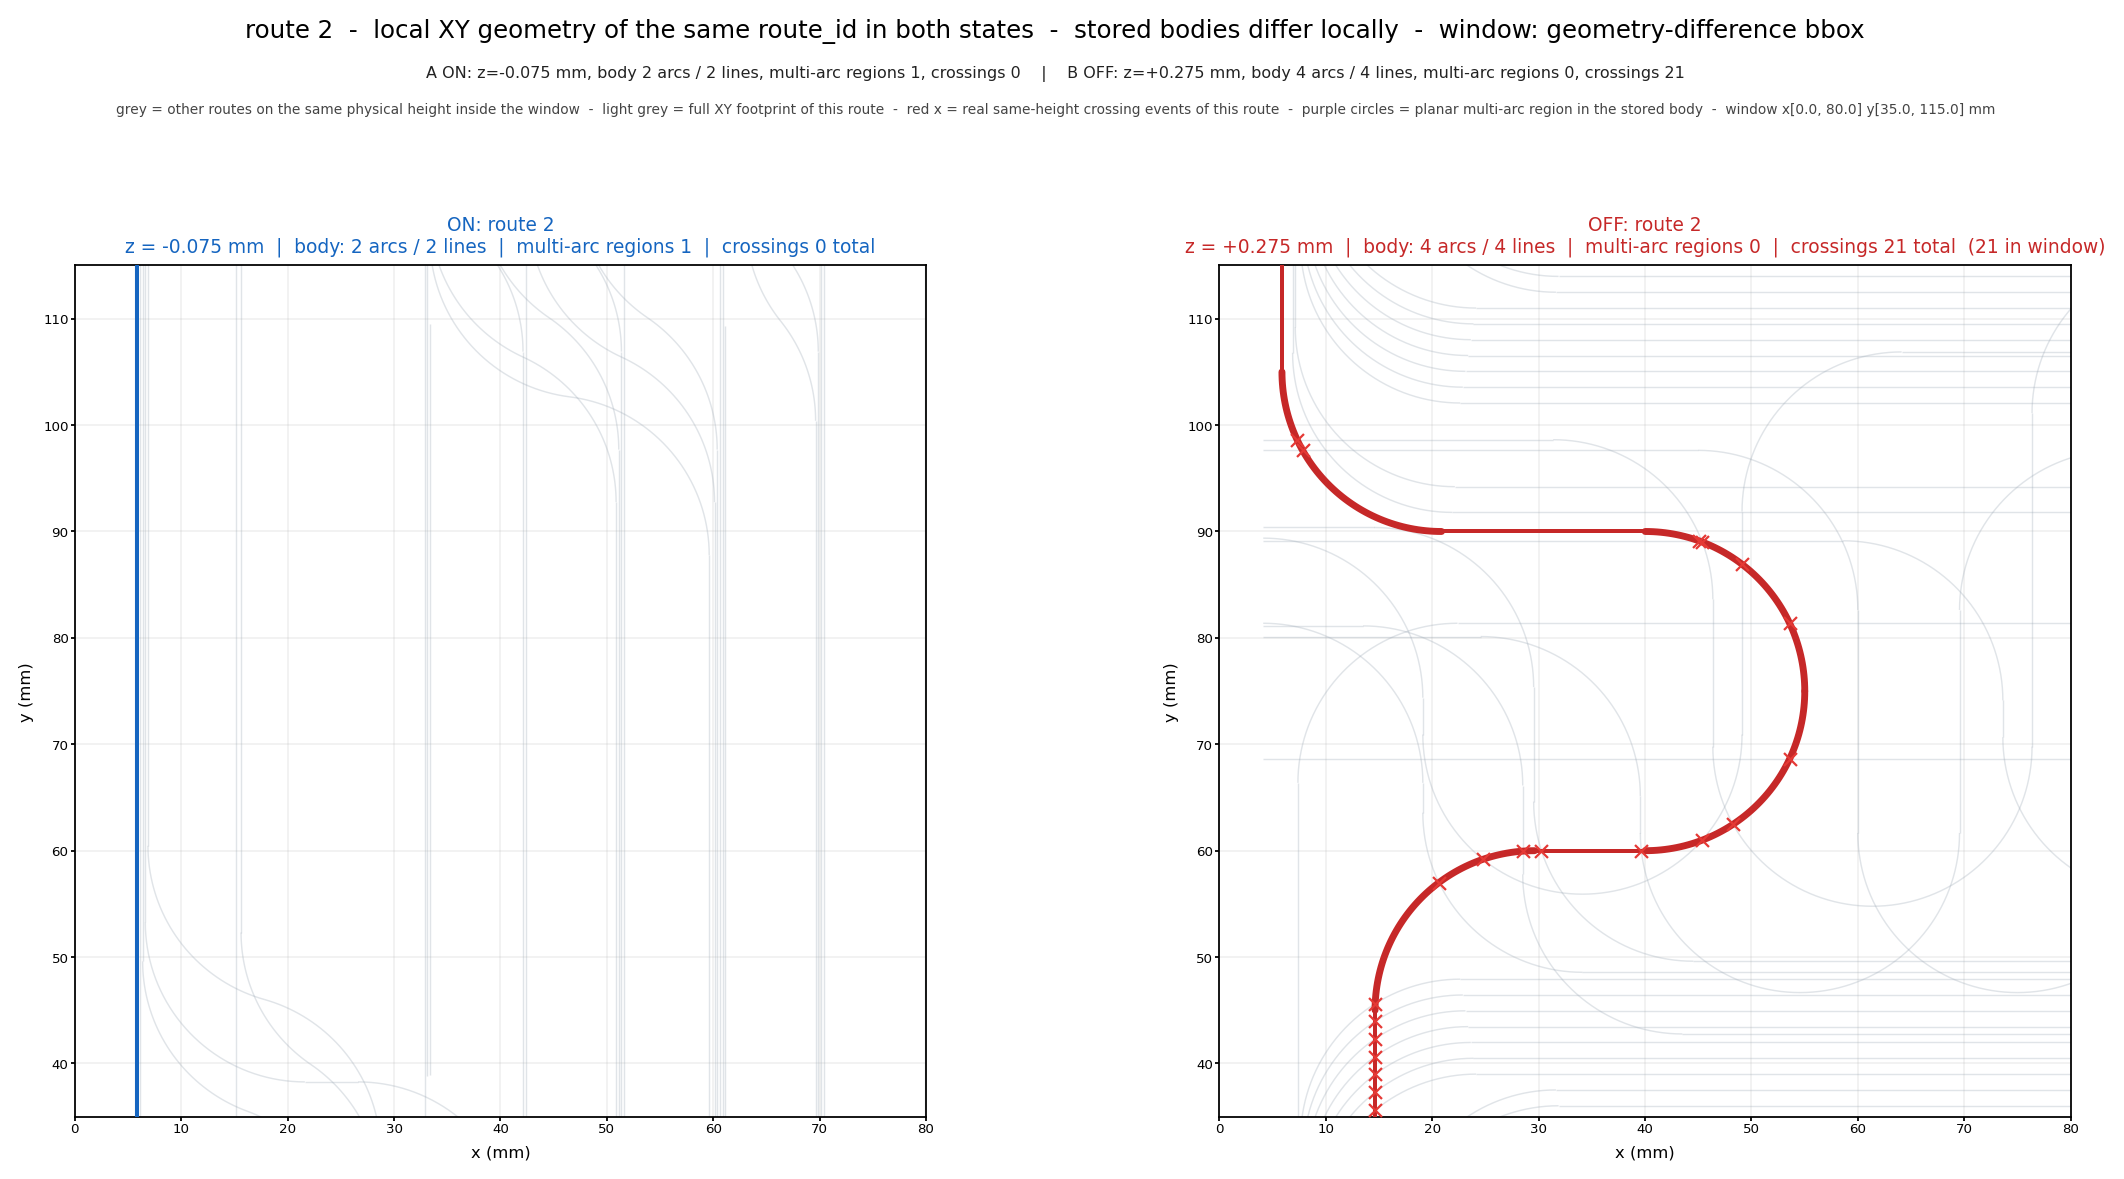 route 2  -  local XY geometry of the same route_id in both states  -  stored bodies differ locally  -  window: geometry-difference bbox
A ON: z=-0.075 mm, body 2 arcs / 2 lines, multi-arc regions 1, crossings 0    |    B OFF: z=+0.275 mm, body 4 arcs / 4 lines, multi-arc regions 0, crossings 21
grey = other routes on the same physical height inside the window  -  light grey = full XY footprint of this route  -  red x = real same-height crossing events of this route  -  purple circles = planar multi-arc region in the stored body  -  window x[0.0, 80.0] y[35.0, 115.0] mm
ON: route 2
z = -0.075 mm  |  body: 2 arcs / 2 lines  |  multi-arc regions 1  |  crossings 0 total
110
100
90
80
70
60
50
40
y (mm)
0 10 20 30 40 50 60 70 80
x (mm)
OFF: route 2
z = +0.275 mm  |  body: 4 arcs / 4 lines  |  multi-arc regions 0  |  crossings 21 total  (21 in window)
110
100
90
80
70
60
50
40
y (mm)
0 10 20 30 40 50 60 70 80
x (mm)